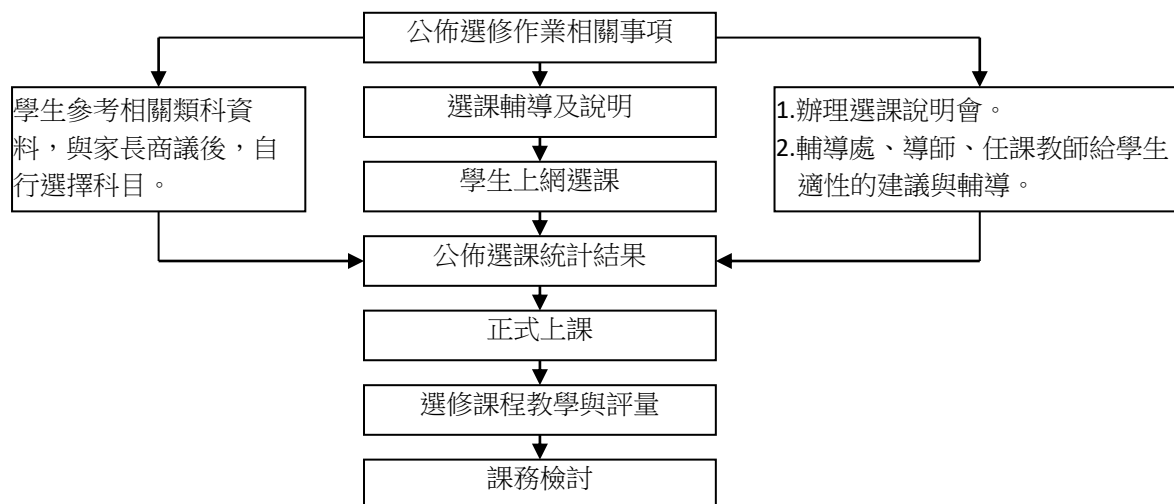 公佈選修作業相關事項
學生參考相關類科資
料，與家長商議後，自
行選擇科目。
選課輔導及說明
1.辦理選課說明會。
2.輔導處、導師、任課教師給學生
適性的建議與輔導。
學生上網選課
公佈選課統計結果
正式上課
選修課程教學與評量
課務檢討